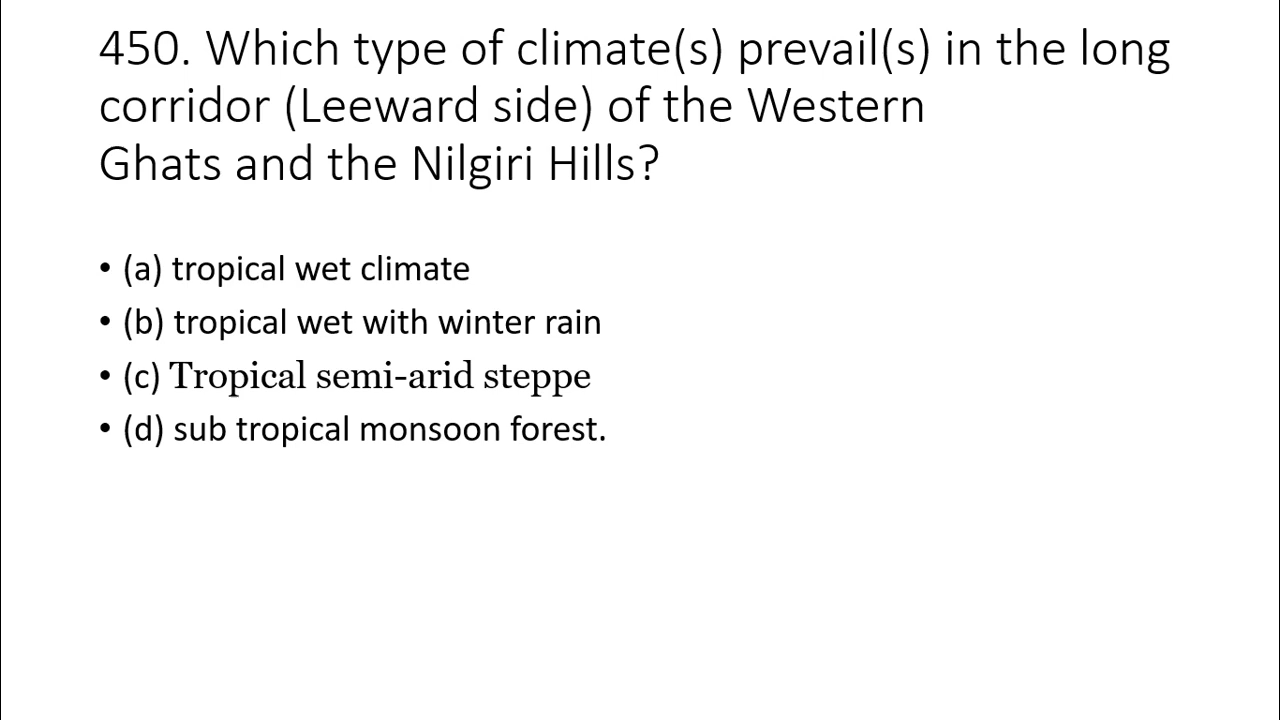 450. Which type of climate(s) prevail(s) in the long
corridor (Leeward side) of the Western
Ghats and the Nilgiri Hills?
• (a) tropical wet climate
• (b) tropical wet with winter rain
• (c) Tropical semi-arid steppe
• (d) sub tropical monsoon forest.